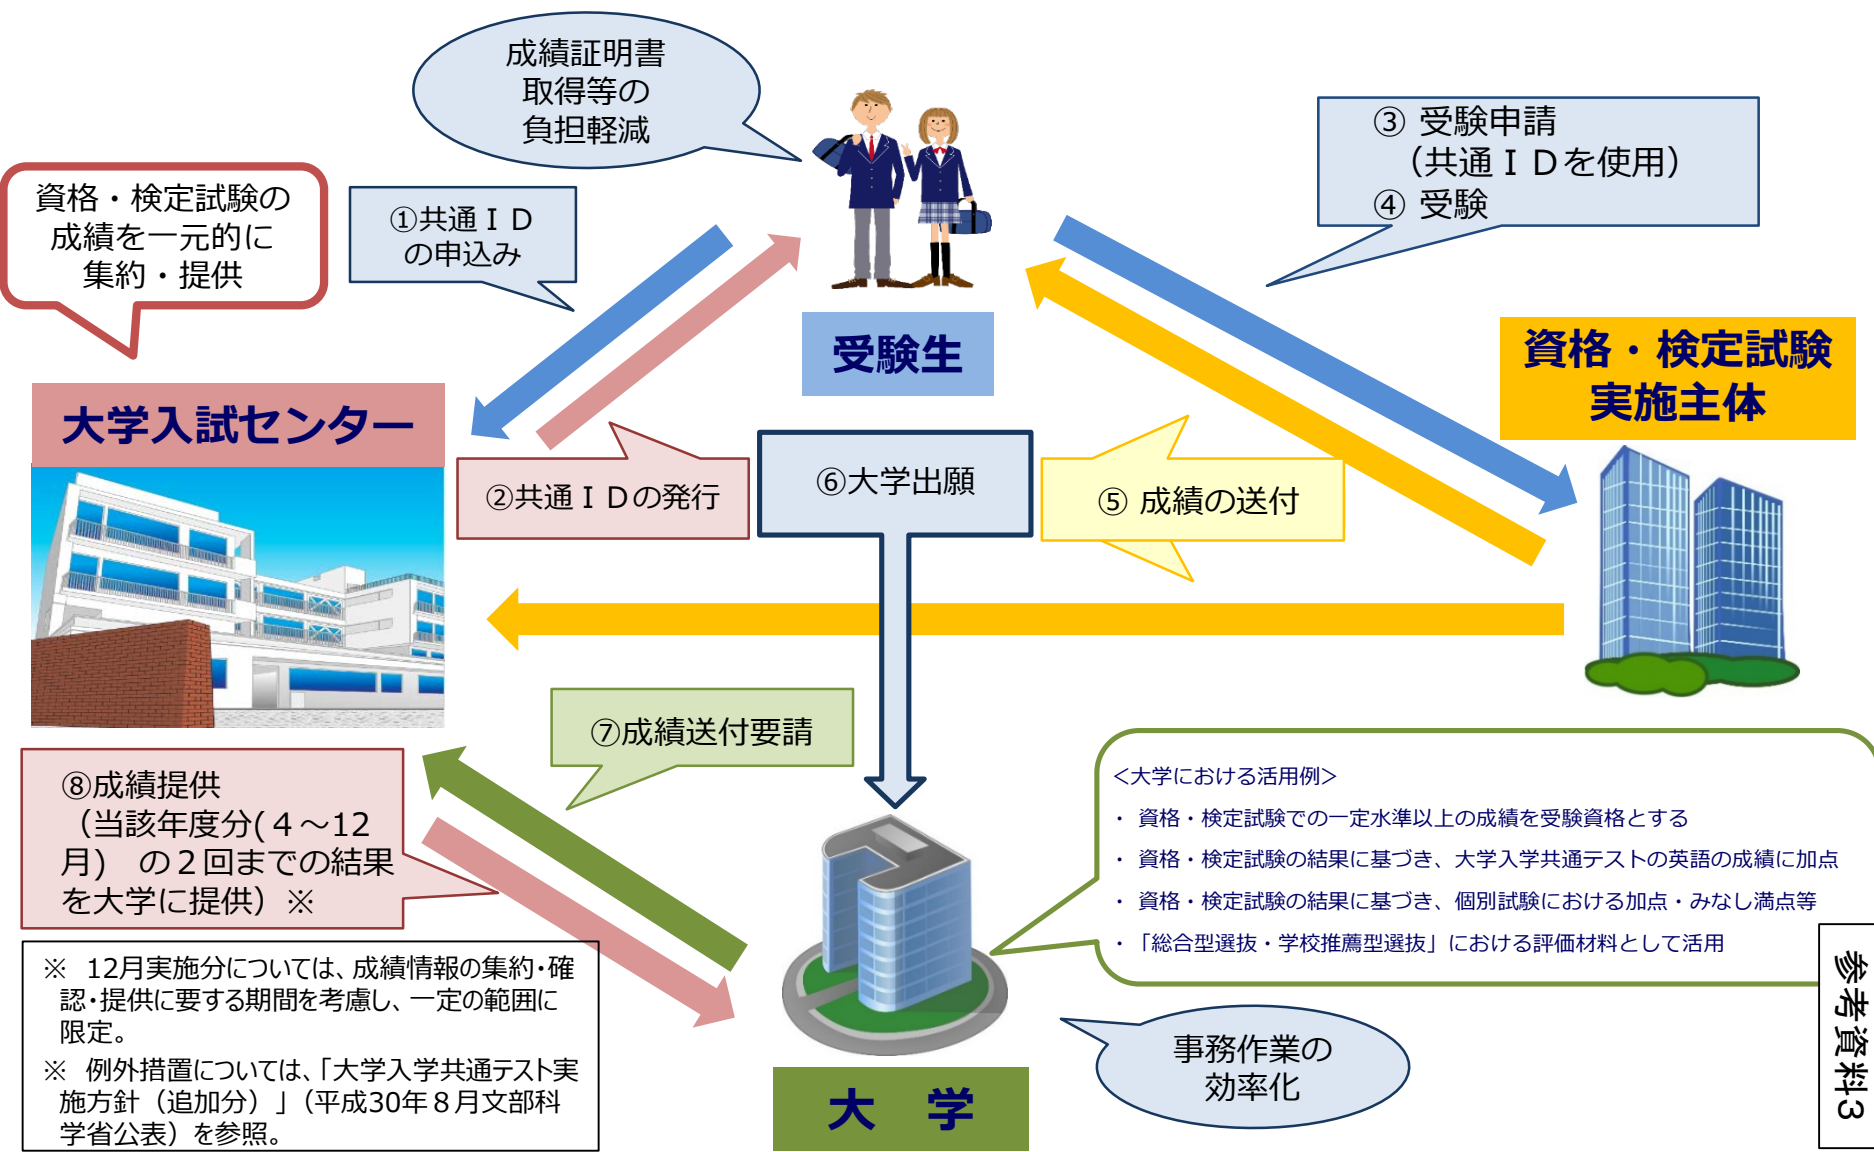 成績証明書
取得等の
負担軽減
③ 受験申請
（共通ＩＤを使用）
④ 受験
資格・検定試験の
成績を一元的に
集約・提供
①共通ＩＤ
の申込み
受験生
資格・検定試験
実施主体
大学入試センター
②共通ＩＤの発行
⑥大学出願
⑤ 成績の送付
⑦成績送付要請
⑧成績提供
（当該年度分(４～12
月)　の２回までの結果
を大学に提供）※
＜大学における活用例＞
・ 資格・検定試験での一定水準以上の成績を受験資格とする
・ 資格・検定試験の結果に基づき、大学入学共通テストの英語の成績に加点
・ 資格・検定試験の結果に基づき、個別試験における加点・みなし満点等
・「総合型選抜・学校推薦型選抜」における評価材料として活用
※　12月実施分については、成績情報の集約・確
認・提供に要する期間を考慮し、一定の範囲に
限定。
※　例外措置については、「大学入学共通テスト実
施方針（追加分）」（平成30年８月文部科
学省公表）を参照。
事務作業の
効率化
大　学
参考資料3